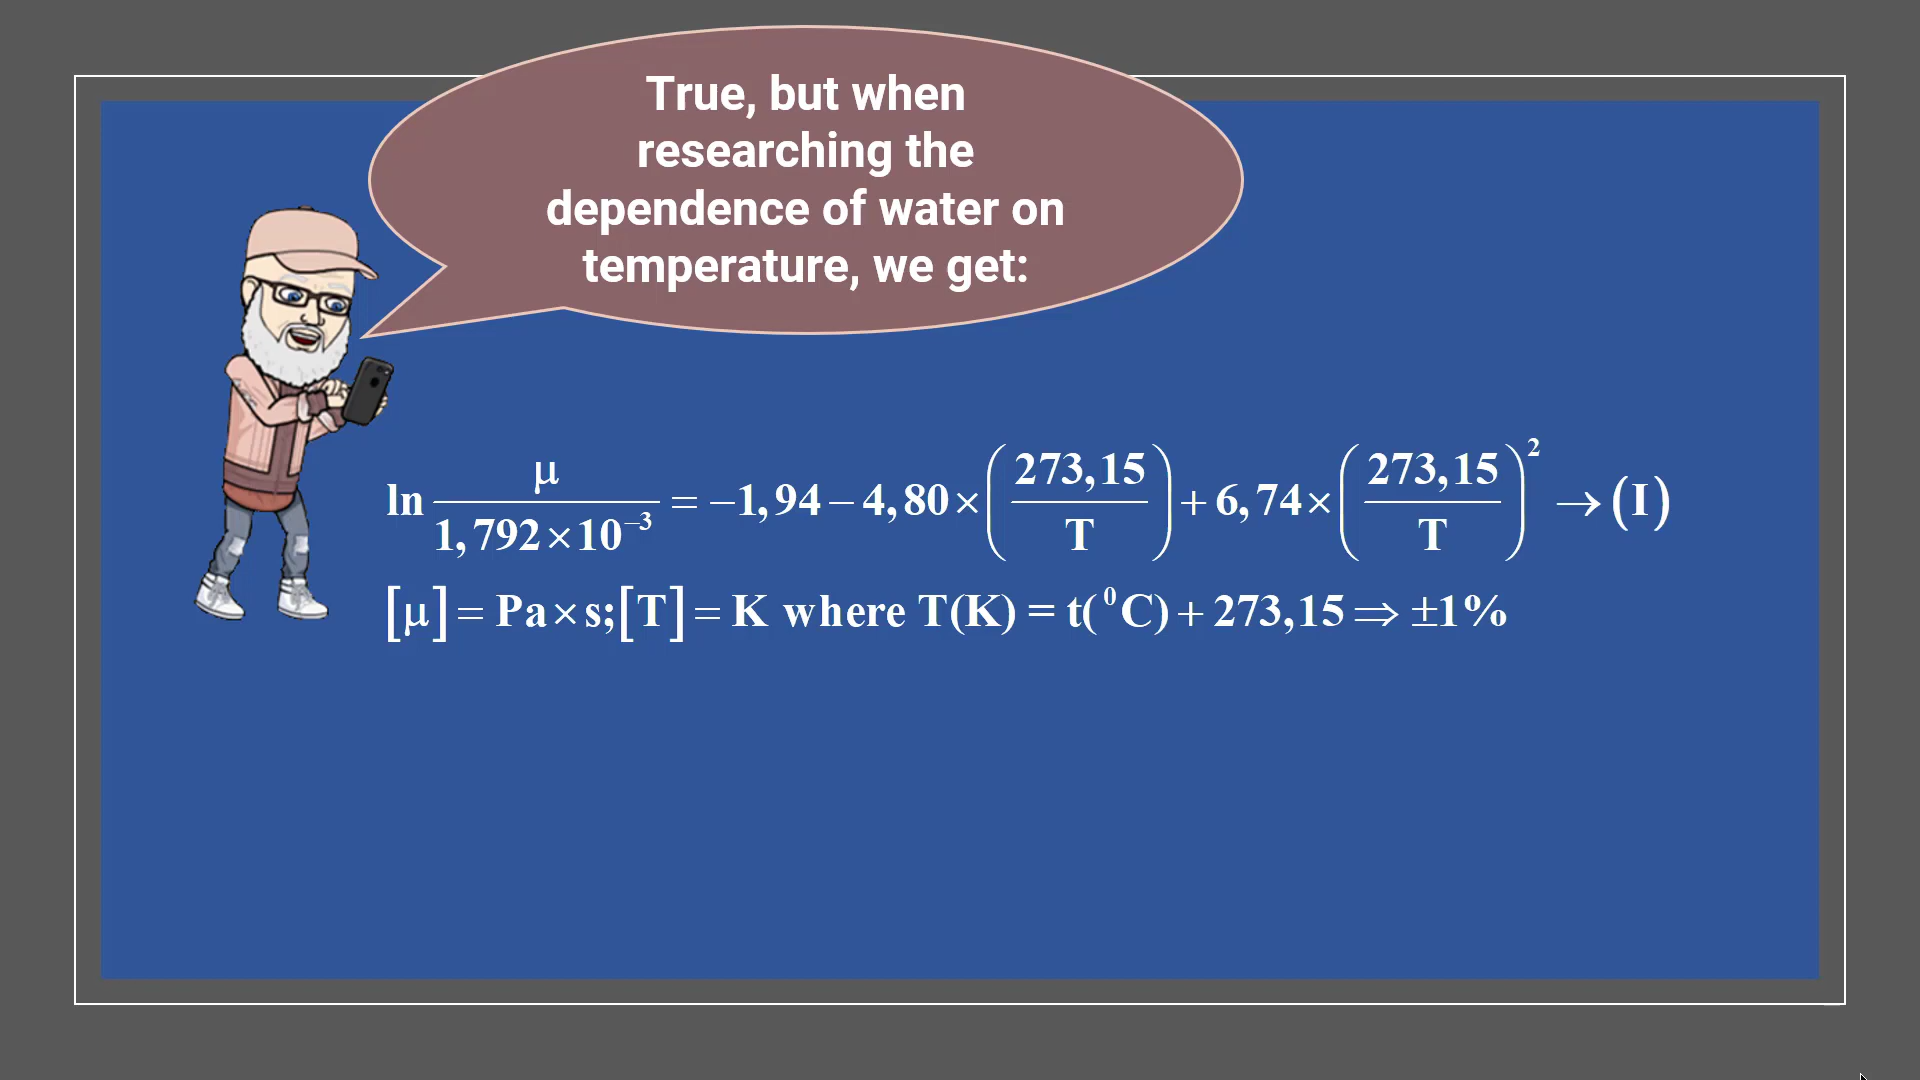 True, but when
researching the
dependence of water on
temperature, we get:
ln μ / 1,792×10⁻³ = −1,94 − 4,80× (273,15 / T) + 6,74× (273,15 / T)² → (I)
[μ] = Pa×s;[T] = K where T(K) = t(⁰C) + 273,15 ⇒ ±1%